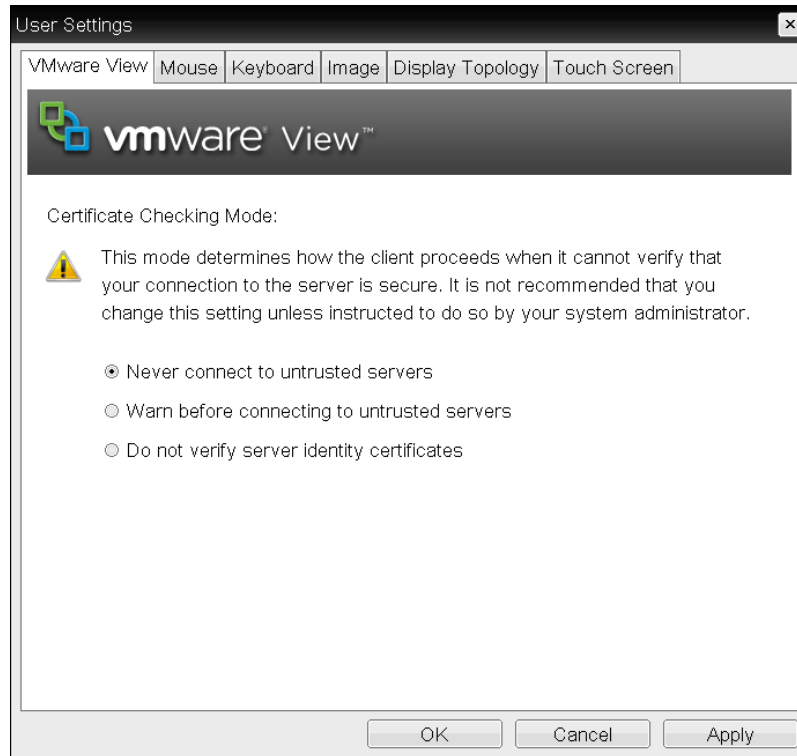 User Settings
VMware View Mouse Keyboard Image Display Topology Touch Screen
vmware® View™
Certificate Checking Mode:
This mode determines how the client proceeds when it cannot verify that
your connection to the server is secure. It is not recommended that you
change this setting unless instructed to do so by your system administrator.
Never connect to untrusted servers
Warn before connecting to untrusted servers
Do not verify server identity certificates
OK Cancel Apply